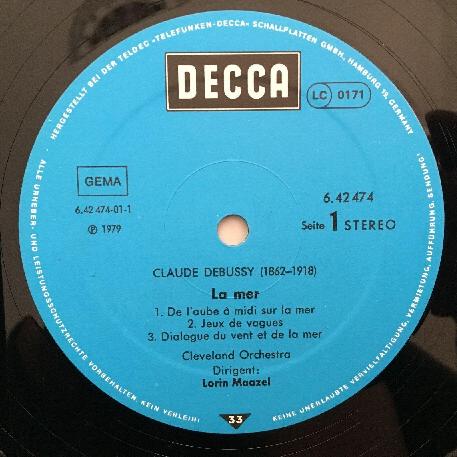 HERGESTELLT BEI DER TELDEC »TELEFUNKEN-DECCA« SCHALLPLATTEN GMBH, HAMBURG 19, GERMANY
DECCA
LC 0171
GEMA
6.42 474-01-1
℗ 1979
6.42 474
Seite 1 STEREO
CLAUDE DEBUSSY (1862–1918)
La mer
1. De l'aube à midi sur la mer
2. Jeux de vagues
3. Dialogue du vent et de la mer
Cleveland Orchestra
Dirigent:
Lorin Maazel
33
ALLE URHEBER- UND LEISTUNGSSCHUTZRECHTE VORBEHALTEN. KEIN VERLEIH!
KEINE UNERLAUBTE VERVIELFÄLTIGUNG, VERMIETUNG, AUFFÜHRUNG, SENDUNG!